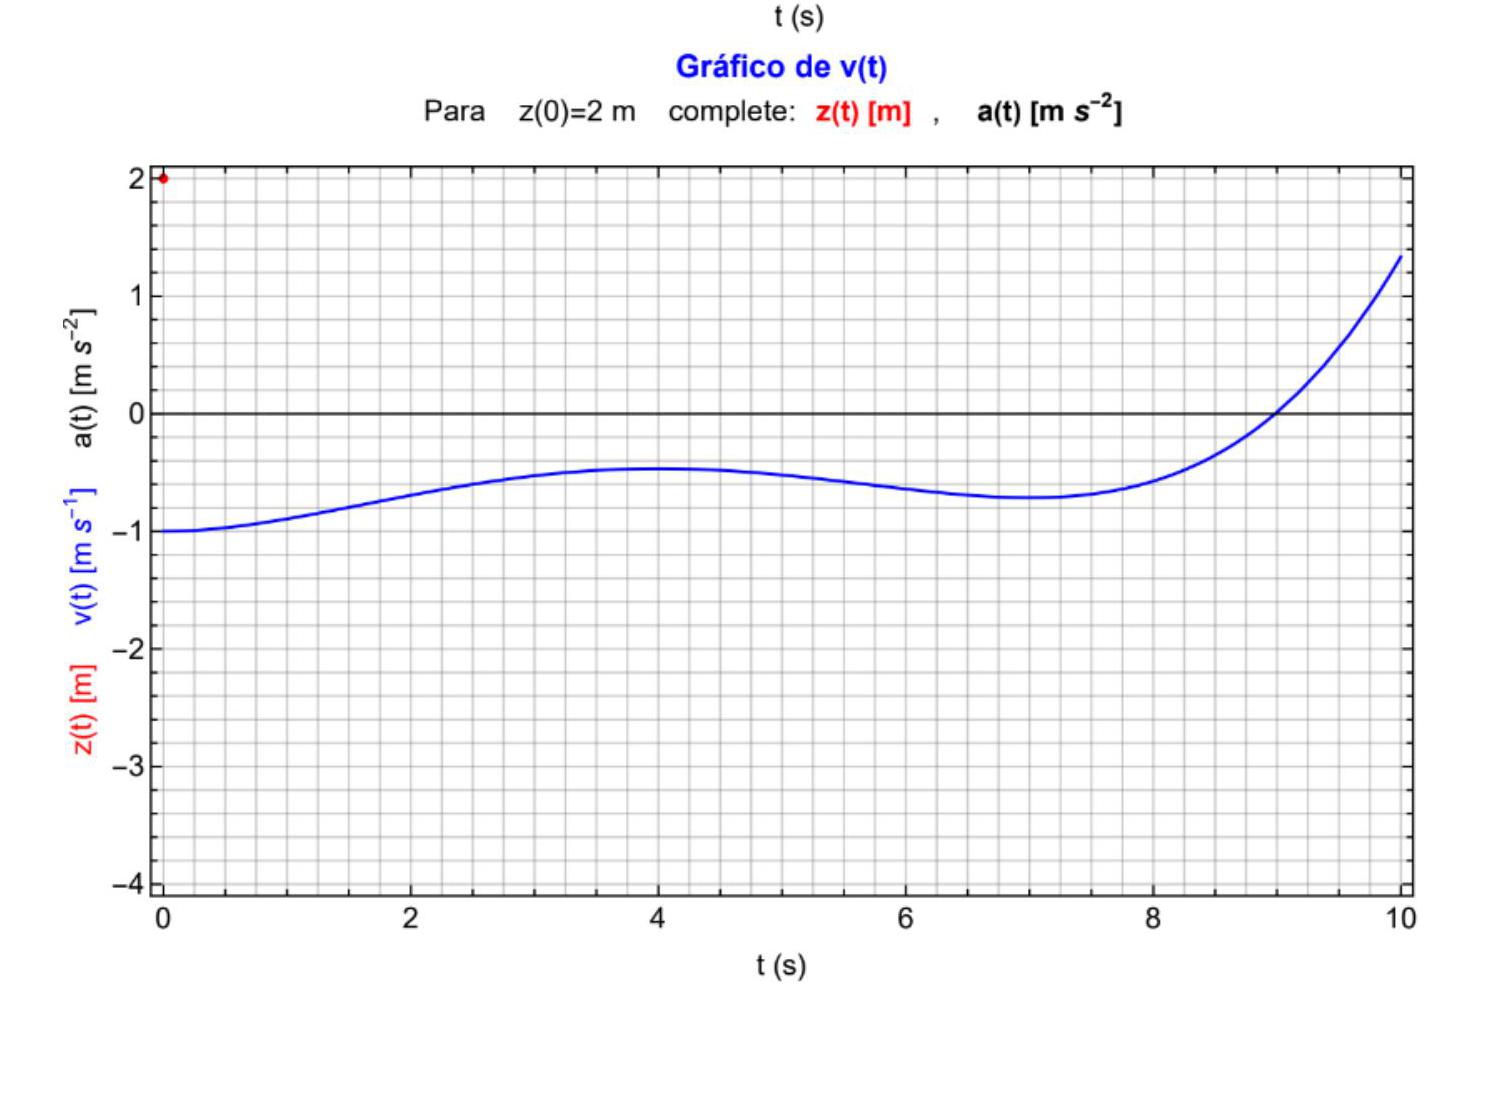 t (s)
Gráfico de v(t)
Para z(0)=2 m complete: z(t) [m] , a(t) [m s⁻²]
z(t) [m] v(t) [m s⁻¹] a(t) [m s⁻²]
2
1
0
−1
−2
−3
−4
0 2 4 6 8 10
t (s)